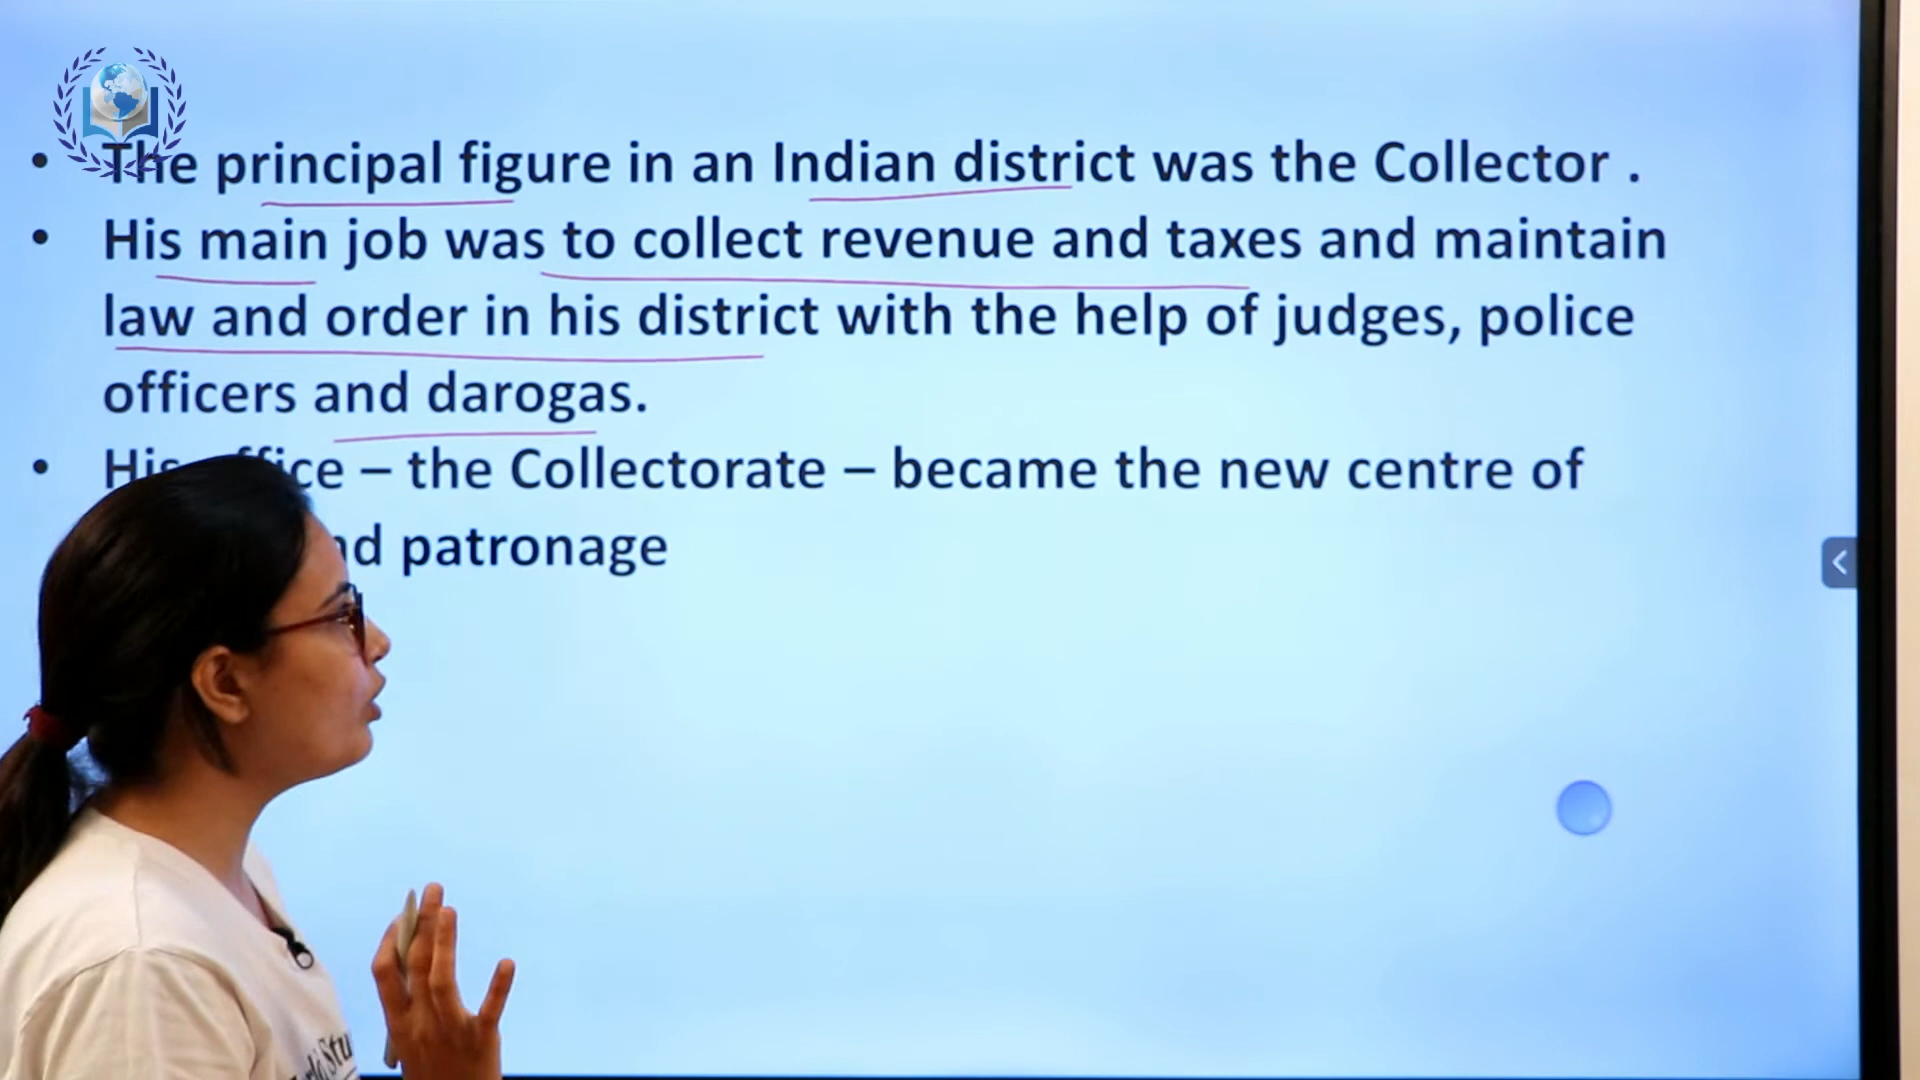 • The principal figure in an Indian district was the Collector .
• His main job was to collect revenue and taxes and maintain
law and order in his district with the help of judges, police
officers and darogas.
• His office – the Collectorate – became the new centre of
patronage